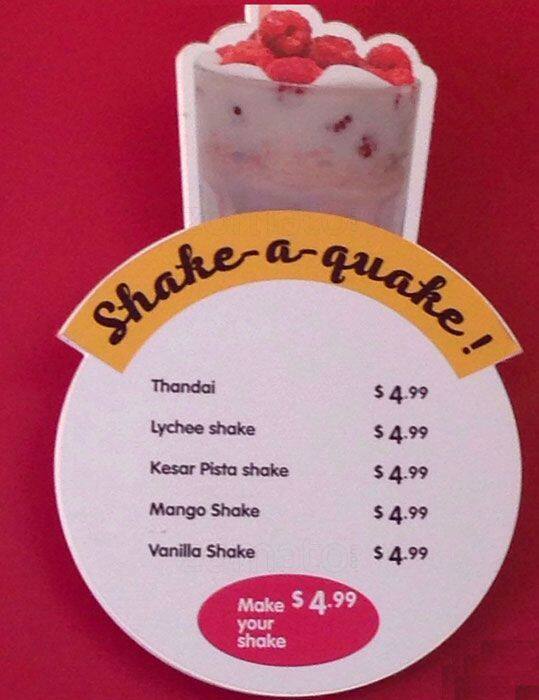 Shake-a-quake!
Thandai $ 4.99
Lychee shake $ 4.99
Kesar Pista shake $ 4.99
Mango Shake $ 4.99
Vanilla Shake $ 4.99
Make $ 4.99
your
shake